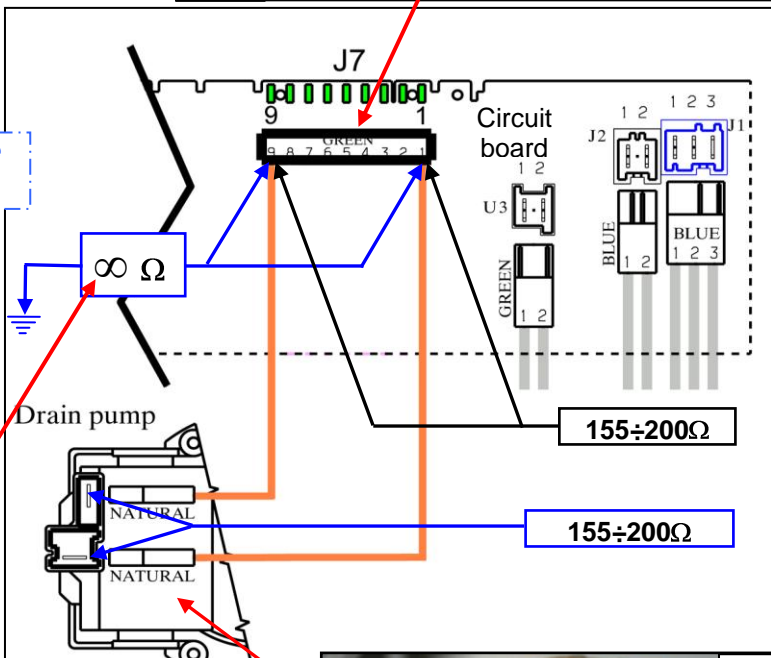 J7
9 1
GREEN
9 8 7 6 5 4 3 2 1
Circuit
board
1 2
U3
GREEN
1 2
1 2
J2
BLUE
1 2
1 2 3
J1
BLUE
1 2 3
∞ Ω
Drain pump
NATURAL
NATURAL
155÷200Ω
155÷200Ω